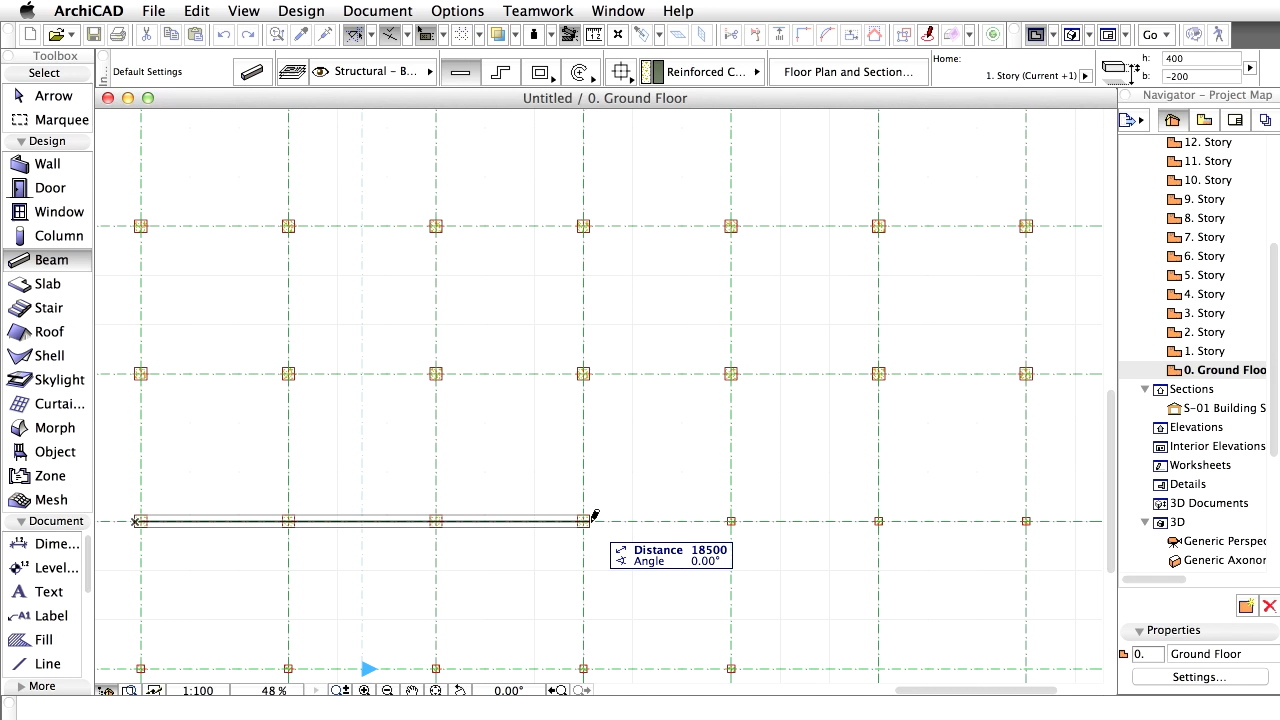 ArchiCAD File Edit View Design Document Options Teamwork Window Help
Go
Toolbox
Select
Arrow
Marquee
Design
Wall
Door
Window
Column
Beam
Slab
Stair
Roof
Shell
Skylight
Curtai...
Morph
Object
Zone
Mesh
Document
Dime...
Level...
Text
Label
Fill
Line
More
Default Settings
Structural - B...
Reinforced C...
Floor Plan and Section...
Home:
1. Story (Current +1)
h: 400
b: -200
Untitled / 0. Ground Floor
Distance 18500
Angle 0.00°
1:100 48 % 0.00°
Navigator - Project Map
12. Story
11. Story
10. Story
9. Story
8. Story
7. Story
6. Story
5. Story
4. Story
3. Story
2. Story
1. Story
0. Ground Floo
Sections
S-01 Building S
Elevations
Interior Elevations
Worksheets
Details
3D Documents
3D
Generic Perspe
Generic Axonor
Properties
0. Ground Floor
Settings...